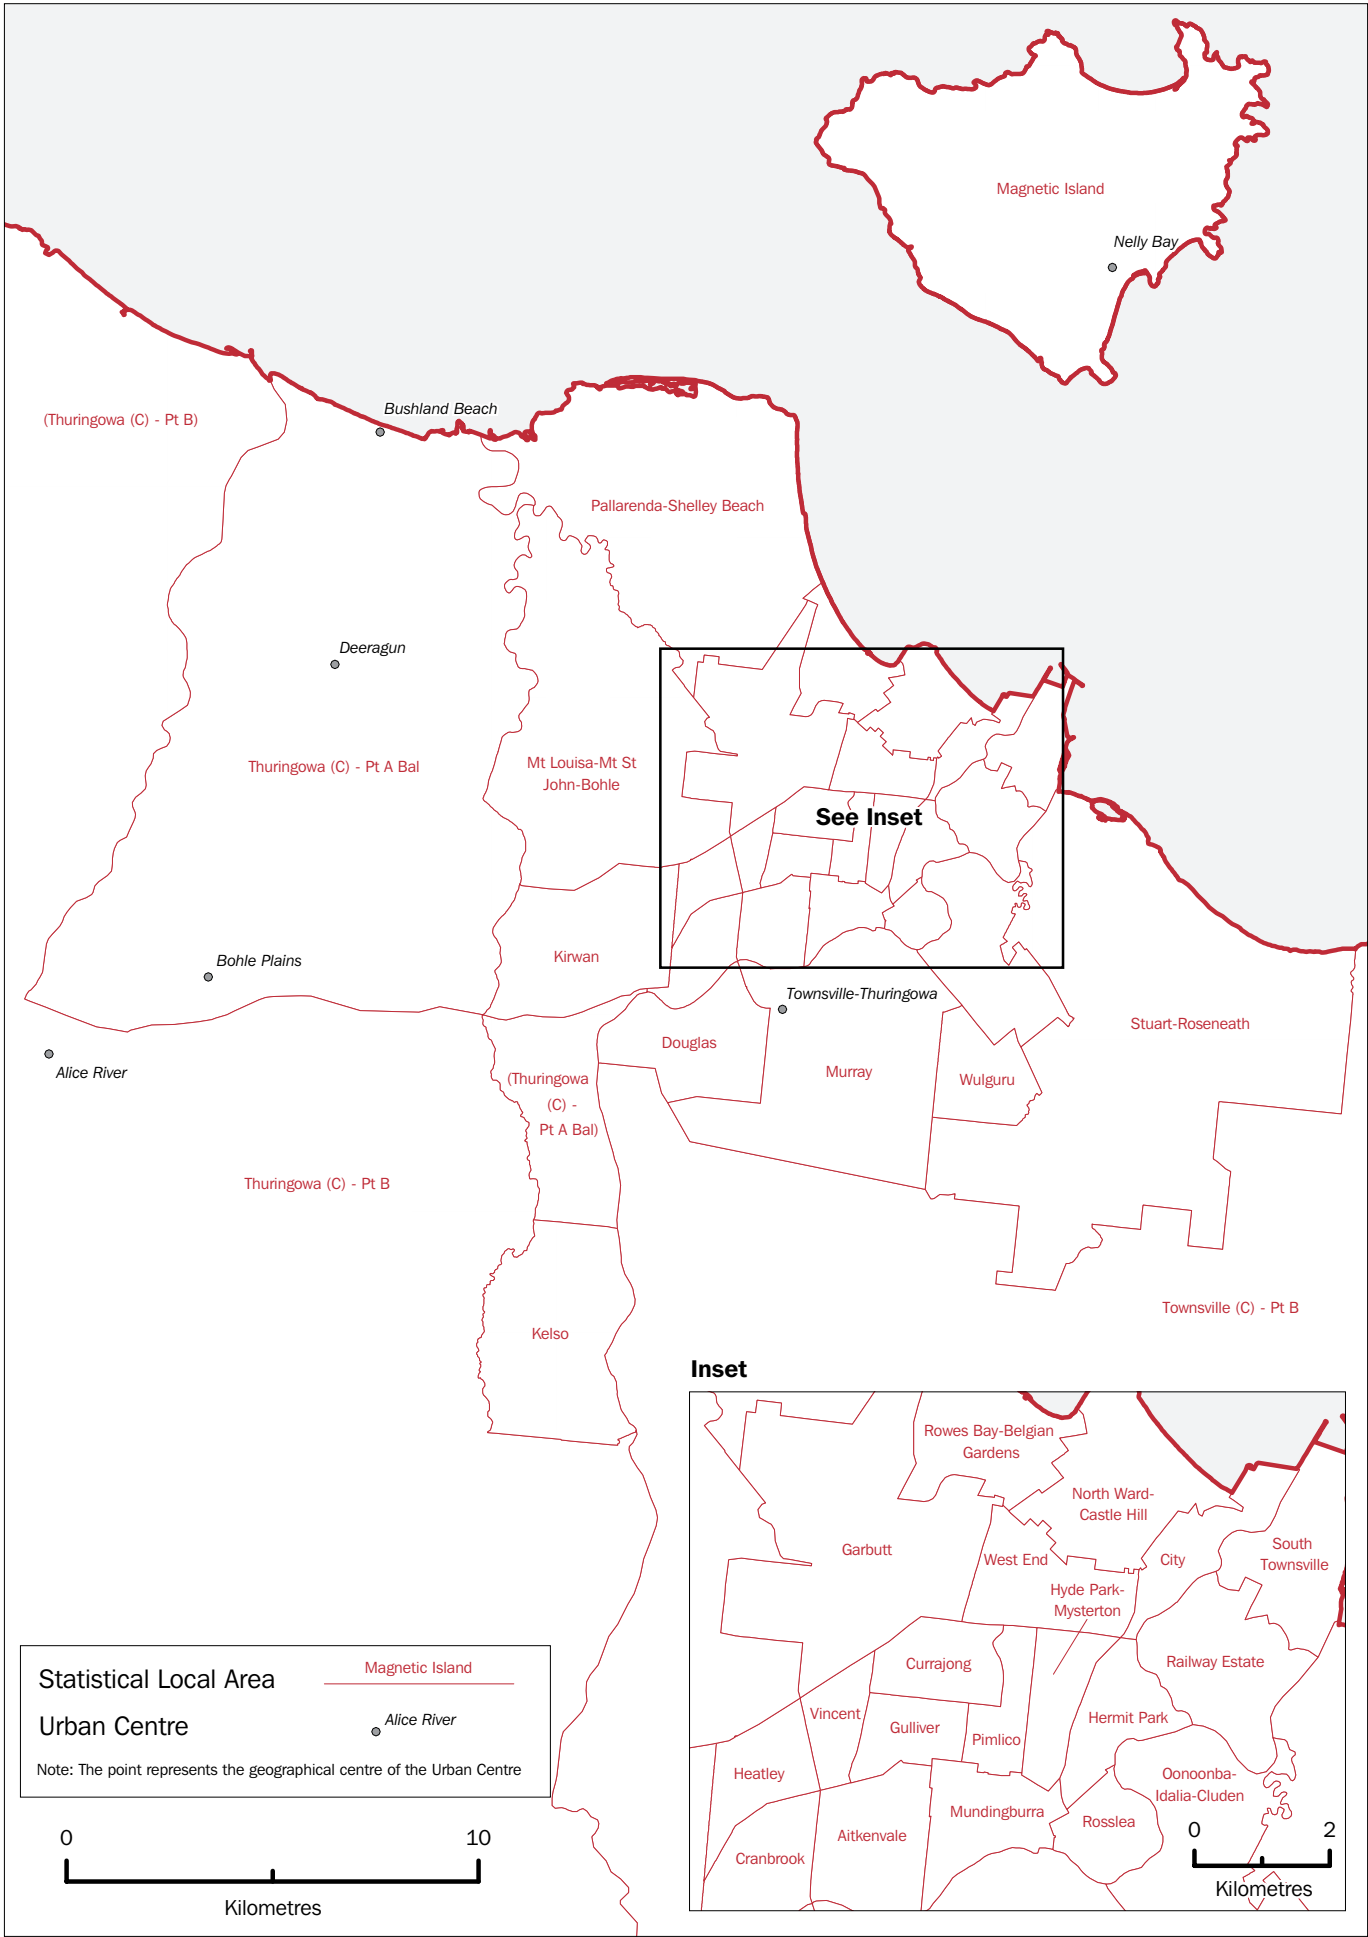 Magnetic Island
Nelly Bay
(Thuringowa (C) - Pt B)
Bushland Beach
Pallarenda-Shelley Beach
Deeragun
Thuringowa (C) - Pt A Bal
Mt Louisa-Mt St
John-Bohle
See Inset
Kirwan
Bohle Plains
Townsville-Thuringowa
Stuart-Roseneath
Douglas
Alice River
Murray
Wulguru
(Thuringowa
(C) -
Pt A Bal)
Thuringowa (C) - Pt B
Townsville (C) - Pt B
Kelso
Inset
Rowes Bay-Belgian
Gardens
North Ward-
Castle Hill
Garbutt
West End
City
South
Townsville
Hyde Park-
Mysterton
Currajong
Railway Estate
Vincent
Gulliver
Pimlico
Hermit Park
Heatley
Oonoonba-
Idalia-Cluden
Mundingburra
Rosslea
Aitkenvale
Cranbrook
0 2
Kilometres
Statistical Local Area
Magnetic Island
Urban Centre
Alice River
Note: The point represents the geographical centre of the Urban Centre
0 10
Kilometres